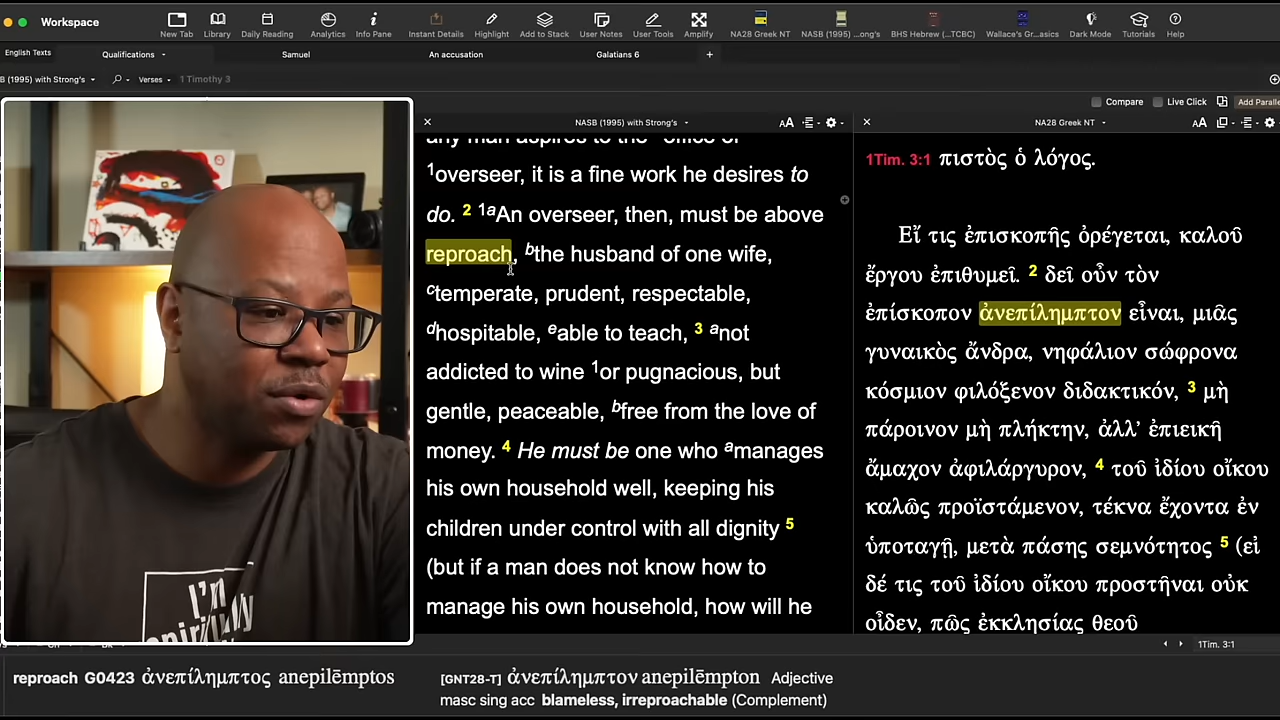 Workspace
New Tab
Library
Daily Reading
Analytics
Info Pane
Instant Details
Highlight
Add to Stack
User Notes
User Tools
Amplify
NA28 Greek NT
NASB (1995) ...ong's
BHS Hebrew (...TCBC)
Wallace's Gr...asics
Dark Mode
Tutorials
Help
English Texts
Qualifications
Samuel
An accusation
Galatians 6
+
B (1995) with Strong's
Verses
1 Timothy 3
Compare
Live Click
Add Paralle
NASB (1995) with Strong's
any man aspires to the office of
1overseer, it is a fine work he desires to
do. 2 1aAn overseer, then, must be above
reproach, bthe husband of one wife,
ctemperate, prudent, respectable,
dhospitable, eable to teach, 3 anot
addicted to wine 1or pugnacious, but
gentle, peaceable, bfree from the love of
money. 4 He must be one who amanages
his own household well, keeping his
children under control with all dignity 5
(but if a man does not know how to
manage his own household, how will he
NA28 Greek NT
1Tim. 3:1 πιστὸς ὁ λόγος.
Εἴ τις ἐπισκοπῆς ὀρέγεται, καλοῦ
ἔργου ἐπιθυμεῖ. 2 δεῖ οὖν τὸν
ἐπίσκοπον ἀνεπίλημπτον εἶναι, μιᾶς
γυναικὸς ἄνδρα, νηφάλιον σώφρονα
κόσμιον φιλόξενον διδακτικόν, 3 μὴ
πάροινον μὴ πλήκτην, ἀλλ’ ἐπιεικῆ
ἄμαχον ἀφιλάργυρον, 4 τοῦ ἰδίου οἴκου
καλῶς προϊστάμενον, τέκνα ἔχοντα ἐν
ὑποταγῇ, μετὰ πάσης σεμνότητος 5 (εἰ
δέ τις τοῦ ἰδίου οἴκου προστῆναι οὐκ
οἶδεν, πῶς ἐκκλησίας θεοῦ
I'm
1Tim. 3:1
reproach G0423 ἀνεπίλημπτος anepilēmptos
[GNT28-T] ἀνεπίλημπτον anepilēmpton Adjective
masc sing acc blameless, irreproachable (Complement)